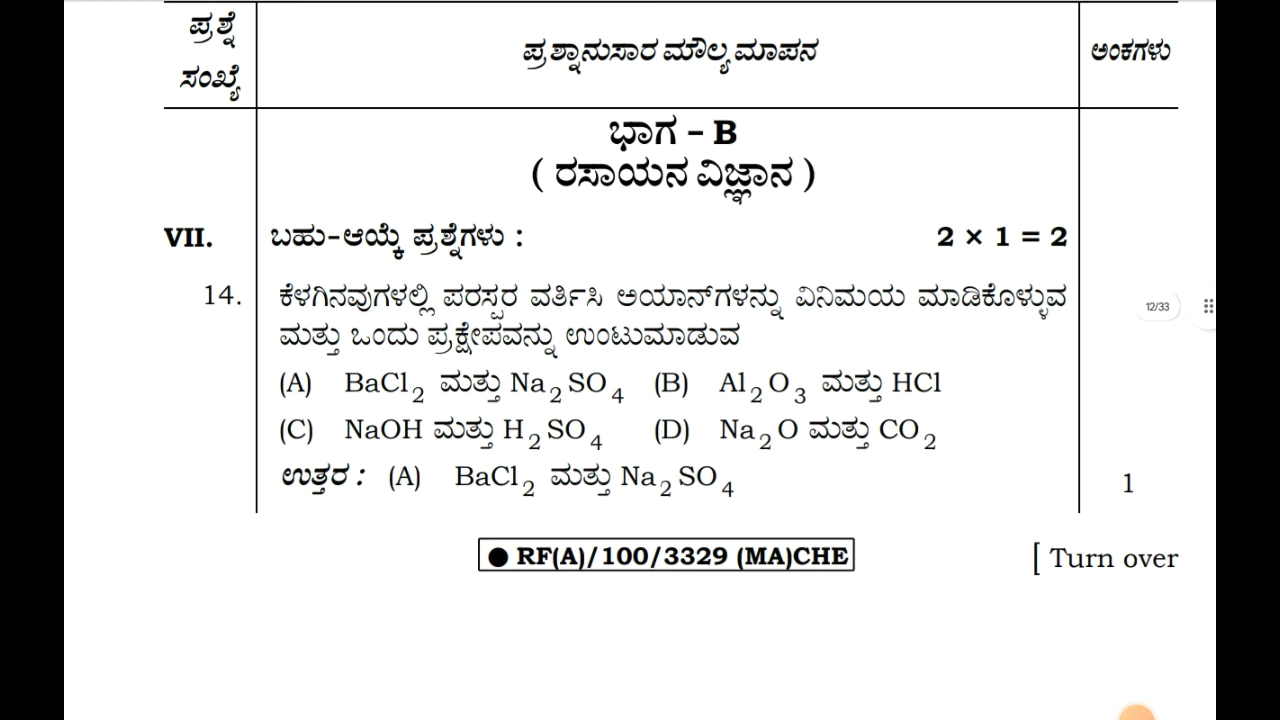 ಪ್ರಶ್ನೆ ಸಂಖ್ಯೆ ಪ್ರಶ್ನಾನುಸಾರ ಮೌಲ್ಯಮಾಪನ ಅಂಕಗಳು
ಭಾಗ – B
( ರಸಾಯನ ವಿಜ್ಞಾನ )
VII. ಬಹು-ಆಯ್ಕೆ ಪ್ರಶ್ನೆಗಳು : 2 × 1 = 2
14. ಕೆಳಗಿನವುಗಳಲ್ಲಿ ಪರಸ್ಪರ ವರ್ತಿಸಿ ಅಯಾನ್‌ಗಳನ್ನು ವಿನಿಮಯ ಮಾಡಿಕೊಳ್ಳುವ
12/33
ಮತ್ತು ಒಂದು ಪ್ರಕ್ಷೇಪವನ್ನು ಉಂಟುಮಾಡುವ
(A) BaCl₂ ಮತ್ತು Na₂SO₄ (B) Al₂O₃ ಮತ್ತು HCl
(C) NaOH ಮತ್ತು H₂SO₄ (D) Na₂O ಮತ್ತು CO₂
ಉತ್ತರ : (A) BaCl₂ ಮತ್ತು Na₂SO₄ 1
● RF(A)/100/3329 (MA)CHE [ Turn over